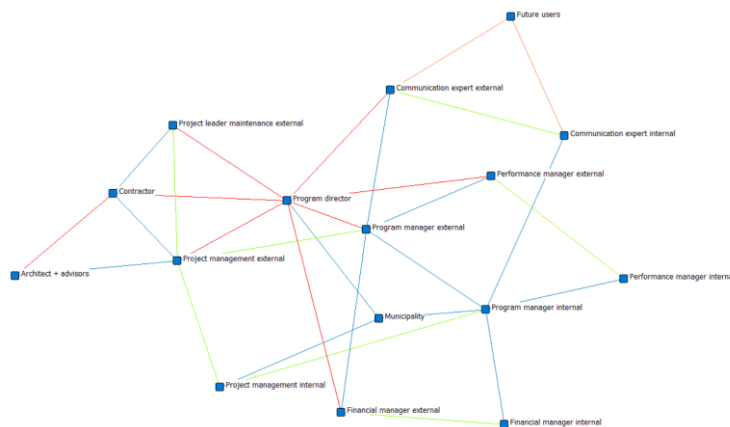 Future users
Communication expert external
Project leader maintenance external
Communication expert internal
Performance manager external
Contractor
Program director
Program manager external
Project management external
Architect + advisors
Performance manager intern
Program manager internal
Municipality
Project management internal
Financial manager external
Financial manager internal